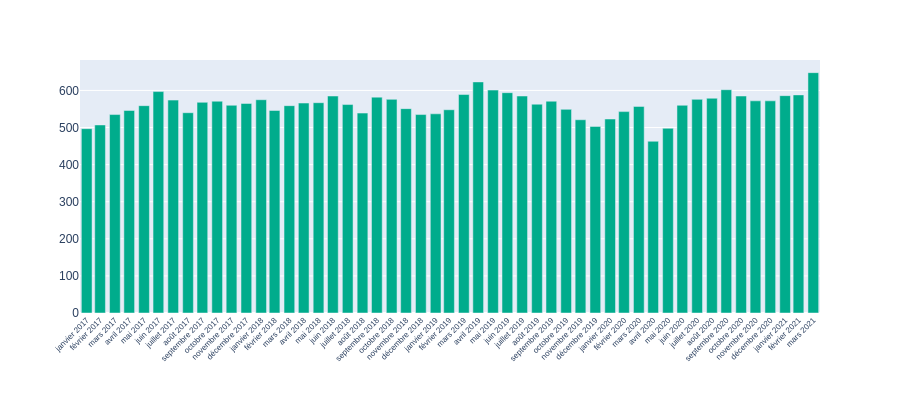 600
500
400
300
200
100
0
janvier 2017
février 2017
mars 2017
avril 2017
mai 2017
juin 2017
juillet 2017
août 2017
septembre 2017
octobre 2017
novembre 2017
décembre 2017
janvier 2018
février 2018
mars 2018
avril 2018
mai 2018
juin 2018
juillet 2018
août 2018
septembre 2018
octobre 2018
novembre 2018
décembre 2018
janvier 2019
février 2019
mars 2019
avril 2019
mai 2019
juin 2019
juillet 2019
août 2019
septembre 2019
octobre 2019
novembre 2019
décembre 2019
janvier 2020
février 2020
mars 2020
avril 2020
mai 2020
juin 2020
juillet 2020
août 2020
septembre 2020
octobre 2020
novembre 2020
décembre 2020
janvier 2021
février 2021
mars 2021